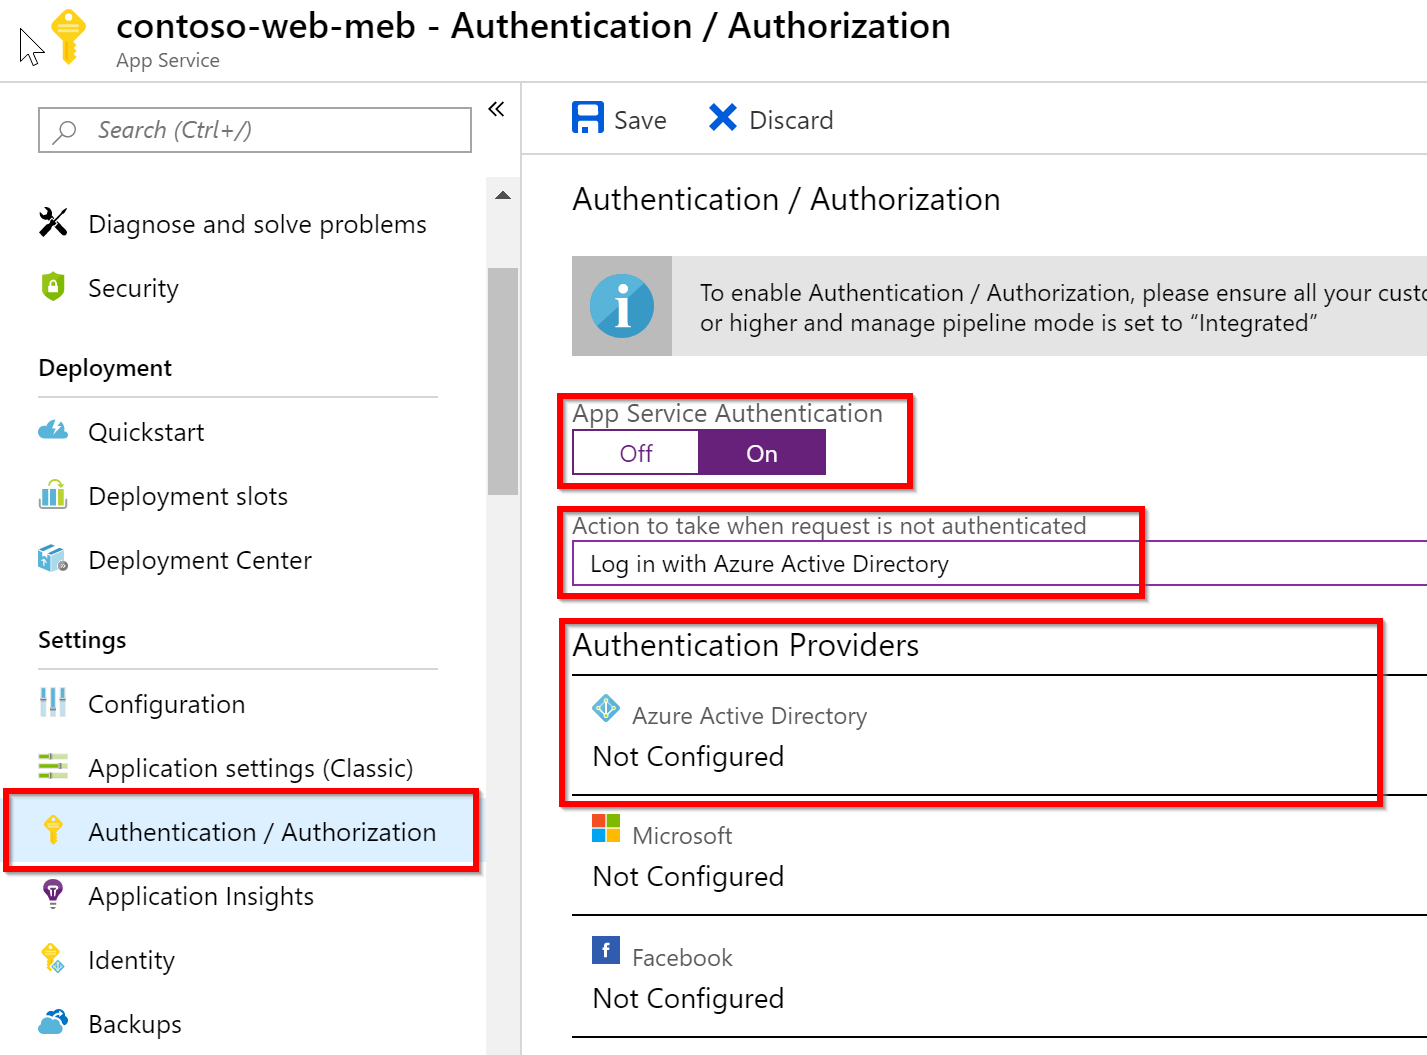 contoso-web-meb - Authentication / Authorization
App Service
Search (Ctrl+/)
Diagnose and solve problems
Security
Deployment
Quickstart
Deployment slots
Deployment Center
Settings
Configuration
Application settings (Classic)
Authentication / Authorization
Application Insights
Identity
Backups
Save
Discard
Authentication / Authorization
To enable Authentication / Authorization, please ensure all your custo
or higher and manage pipeline mode is set to “Integrated”
App Service Authentication
Off
On
Action to take when request is not authenticated
Log in with Azure Active Directory
Authentication Providers
Azure Active Directory
Not Configured
Microsoft
Not Configured
Facebook
Not Configured